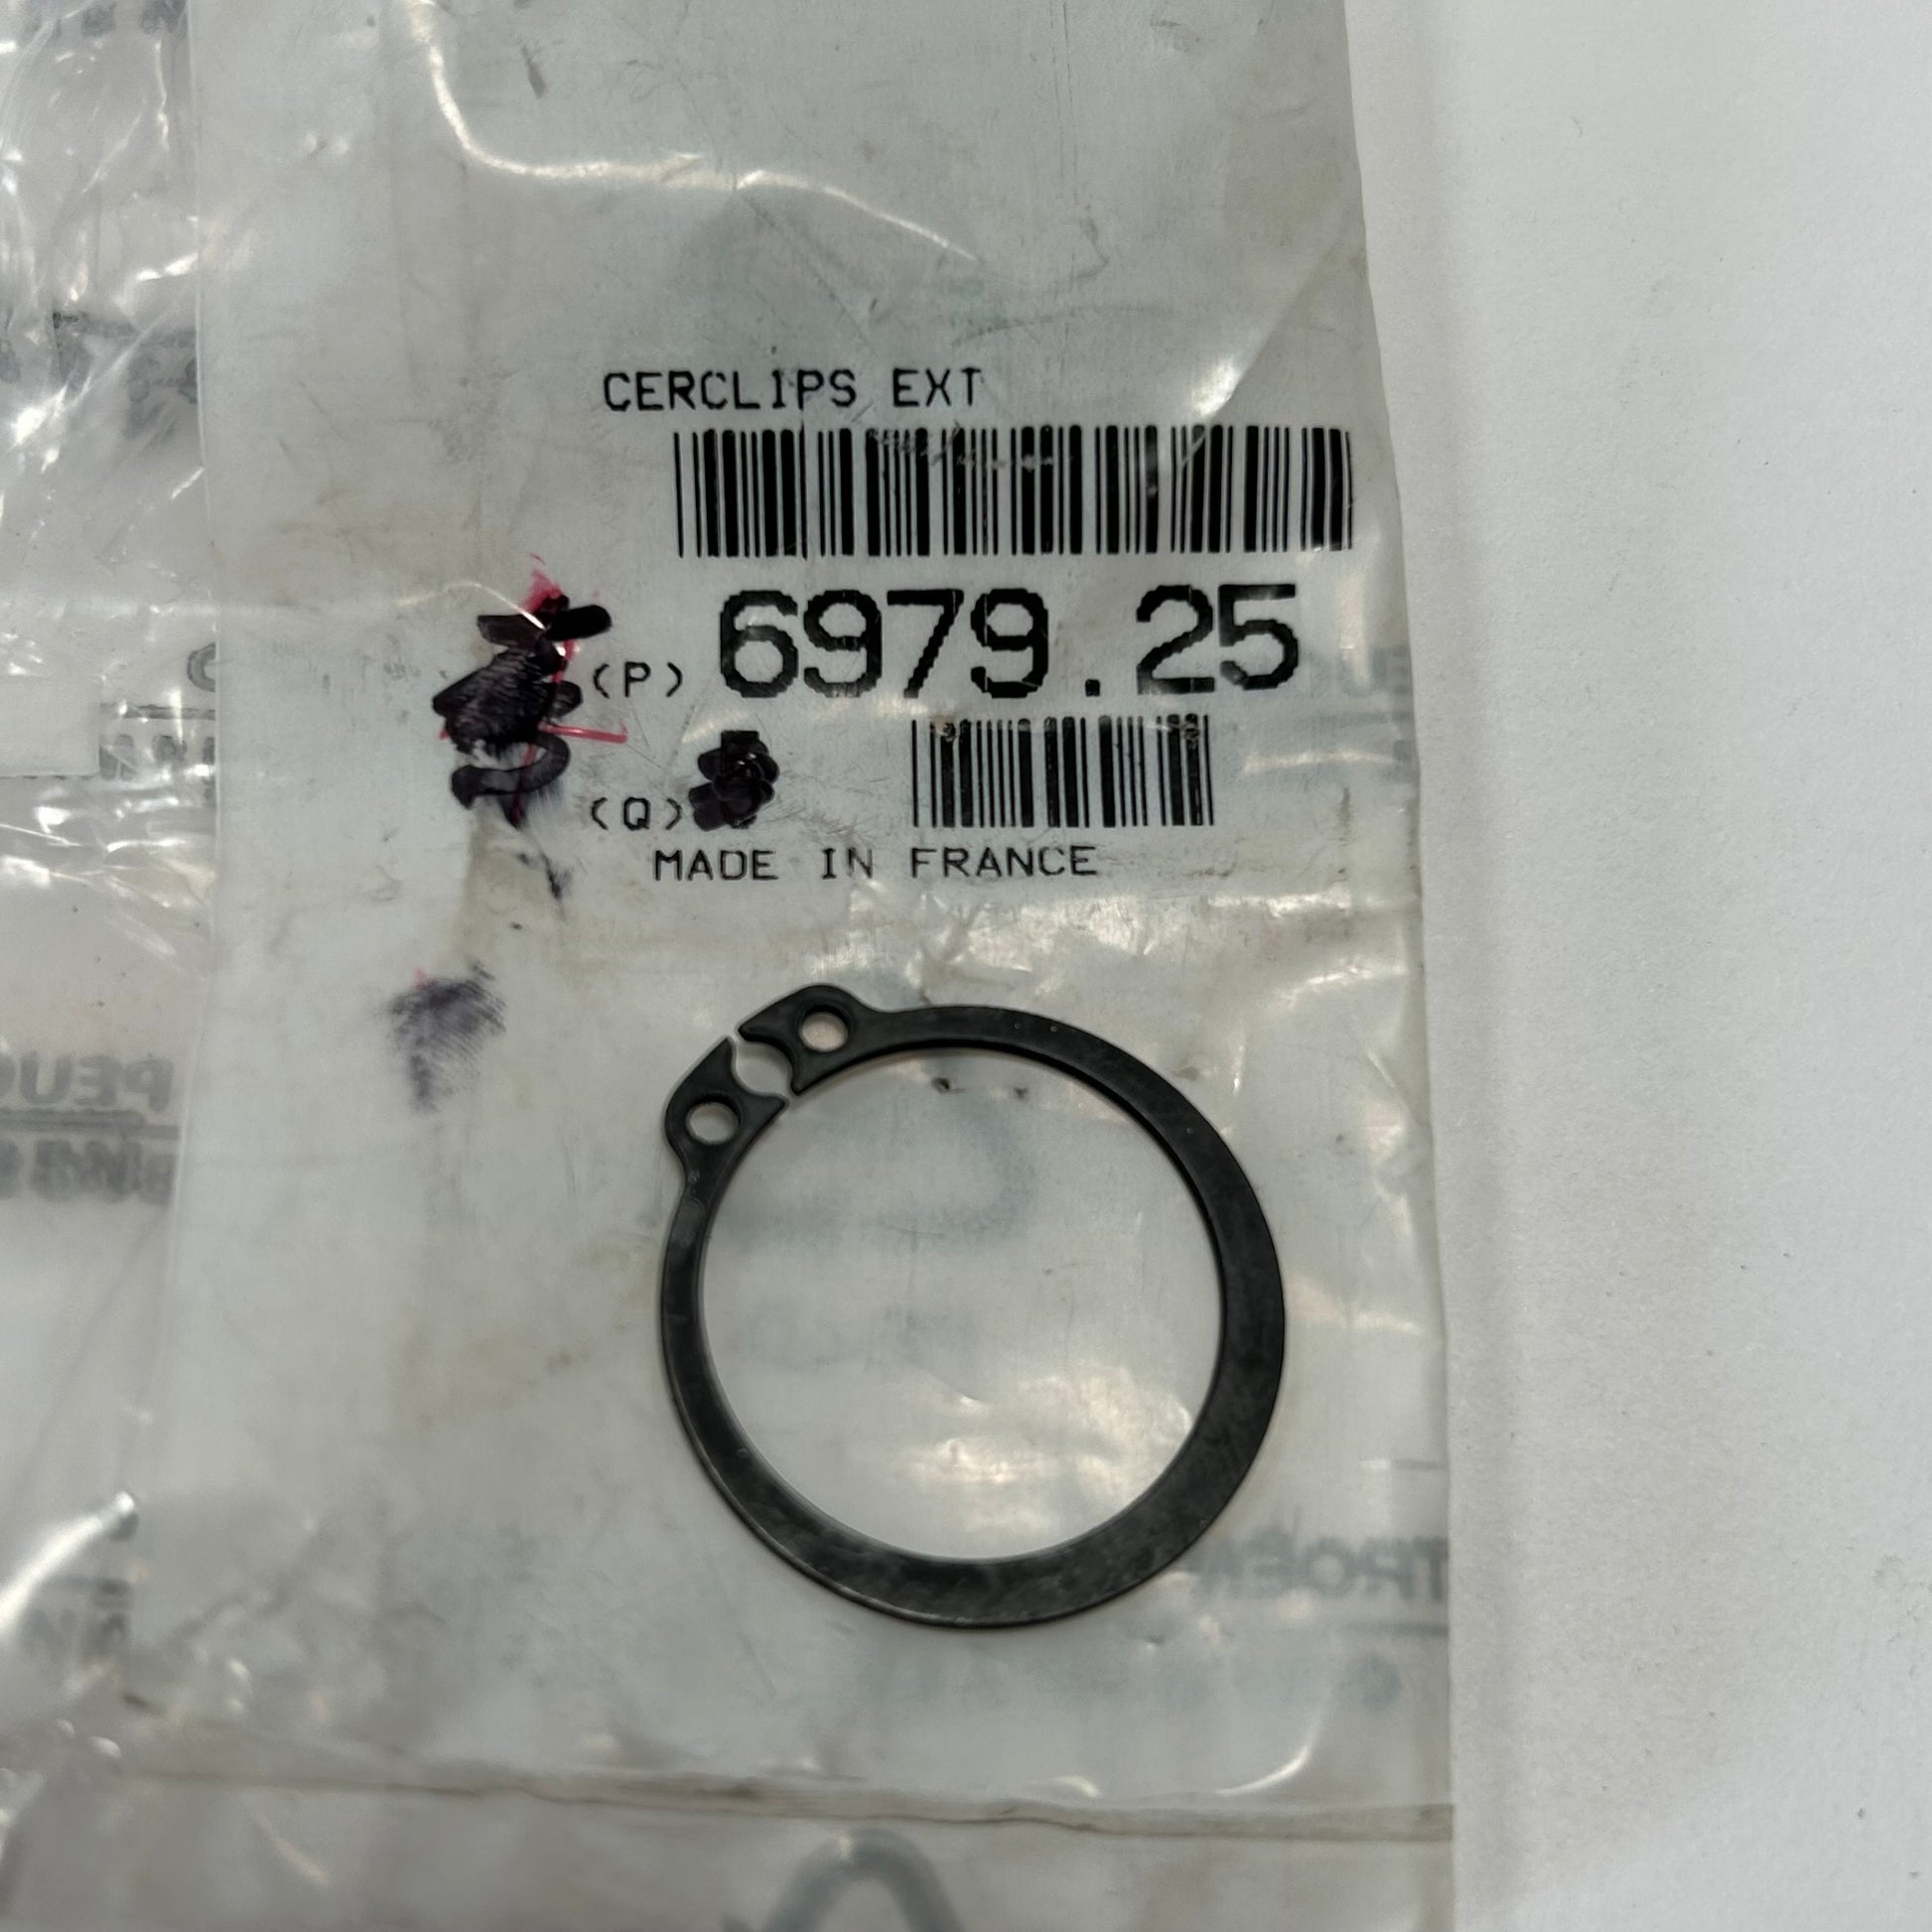 CERCLIPS EXT
(P) 6979.25
(Q)
MADE IN FRANCE